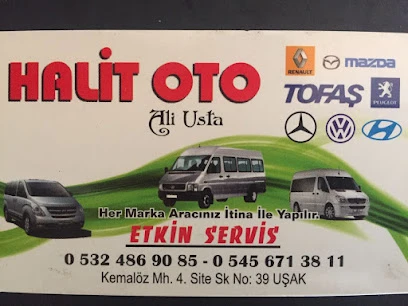 HALİT OTO
Ali Usta
RENAULT
mazda
TOFAŞ
PEUGEOT
Her Marka Aracınız İtina İle Yapılır.
ETKİN SERVİS
0 532 486 90 85 - 0 545 671 38 11
Kemalöz Mh. 4. Site Sk No: 39 UŞAK